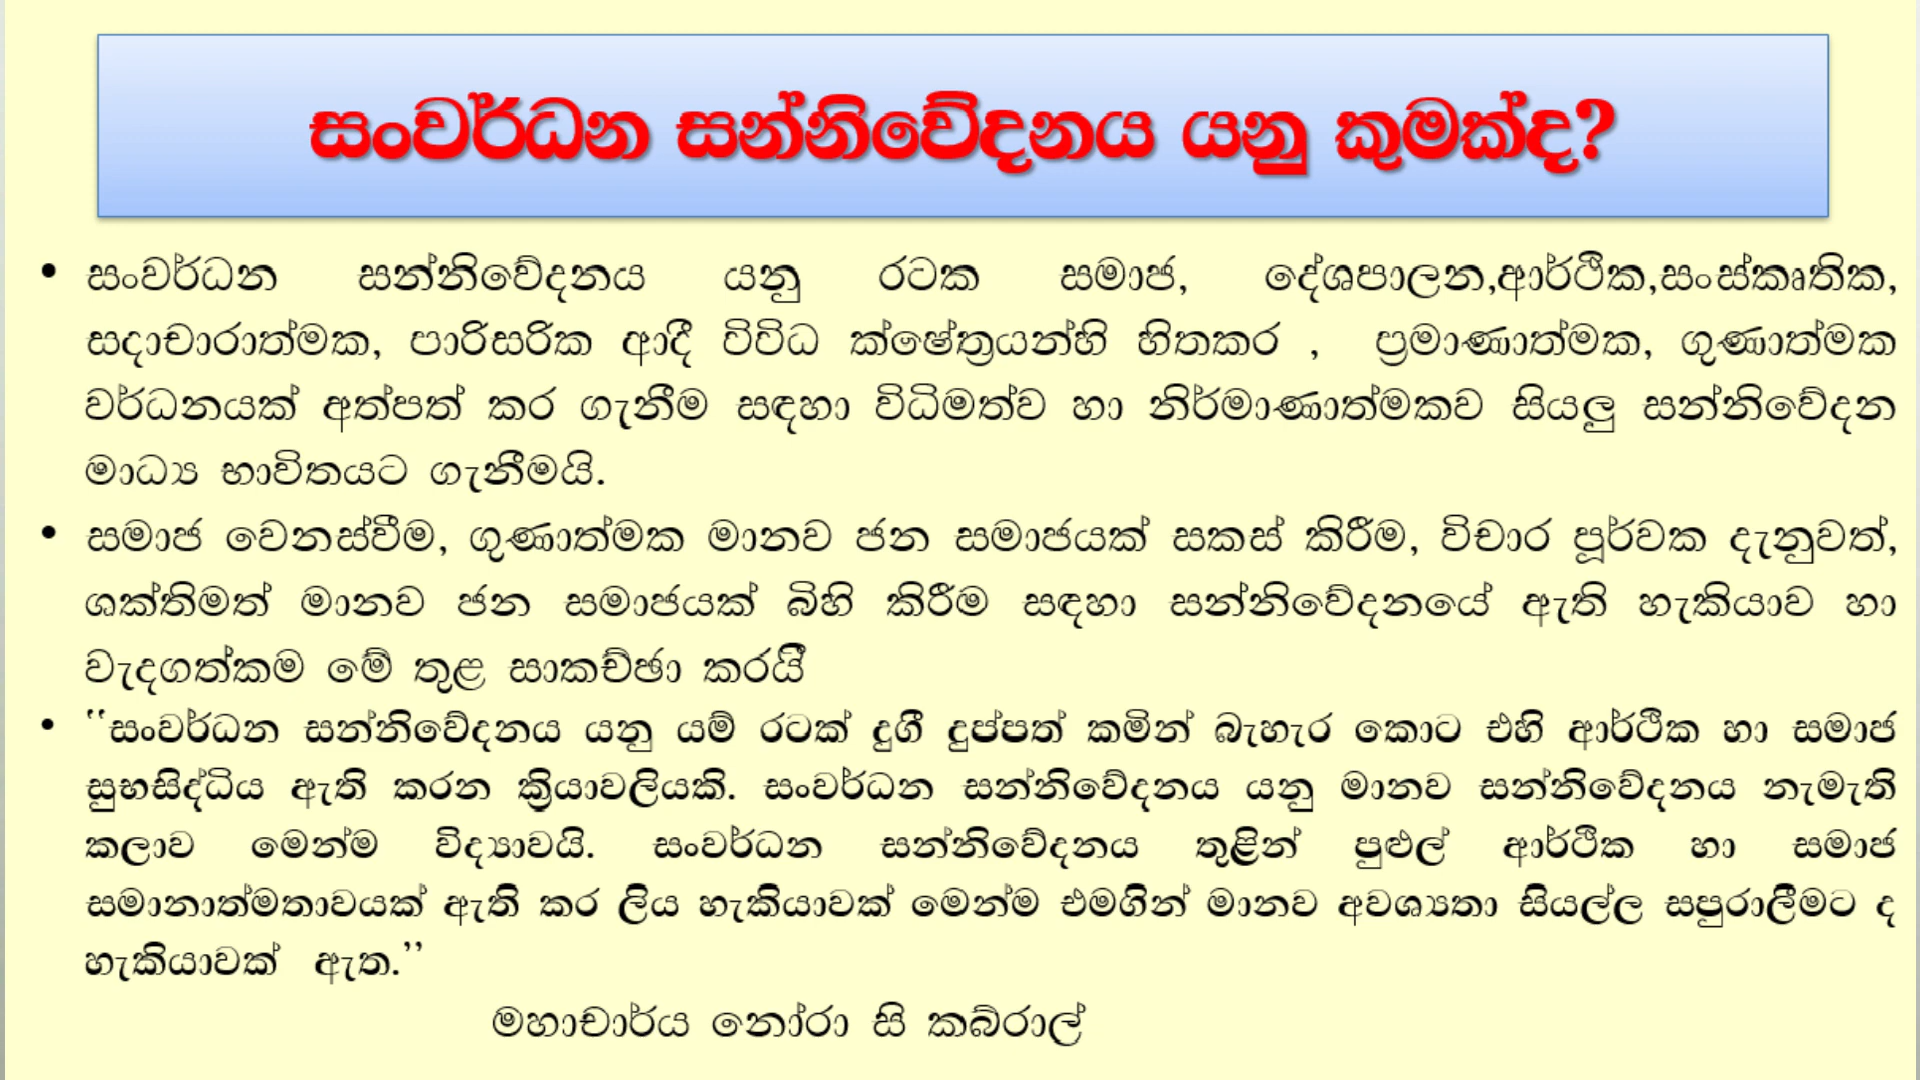 සංවර්ධන සන්නිවේදනය යනු කුමක්ද?
• සංවර්ධන සන්නිවේදනය යනු රටක සමාජ, දේශපාලන,ආර්ථික,සංස්කෘතික,
සදාචාරාත්මක, පාරිසරික ආදී විවිධ ක්ෂේත්‍රයන්හි හිතකර , ප්‍රමාණාත්මක, ගුණාත්මක
වර්ධනයක් අත්පත් කර ගැනීම සඳහා විධිමත්ව හා නිර්මාණාත්මකව සියලු සන්නිවේදන
මාධ්‍ය භාවිතයට ගැනීමයි.
• සමාජ වෙනස්වීම, ගුණාත්මක මානව ජන සමාජයක් සකස් කිරීම, විචාර පූර්වක දැනුවත්,
ශක්තිමත් මානව ජන සමාජයක් බිහි කිරීම සඳහා සන්නිවේදනයේ ඇති හැකියාව හා
වැදගත්කම මේ තුළ සාකච්ඡා කරයි
• ‘‘සංවර්ධන සන්නිවේදනය යනු යම් රටක් දුගී දුප්පත් කමින් බැහැර කොට එහි ආර්ථික හා සමාජ
සුභසිද්ධිය ඇති කරන ක්‍රියාවලියකි. සංවර්ධන සන්නිවේදනය යනු මානව සන්නිවේදනය නැමැති
කලාව මෙන්ම විද්‍යාවයි. සංවර්ධන සන්නිවේදනය තුළින් පුළුල් ආර්ථික හා සමාජ
සමානාත්මතාවයක් ඇති කර ලිය හැකියාවක් මෙන්ම එමගින් මානව අවශ්‍යතා සියල්ල සපුරාලීමට ද
හැකියාවක් ඇත.’’
මහාචාර්ය නෝරා සි කබ්රාල්